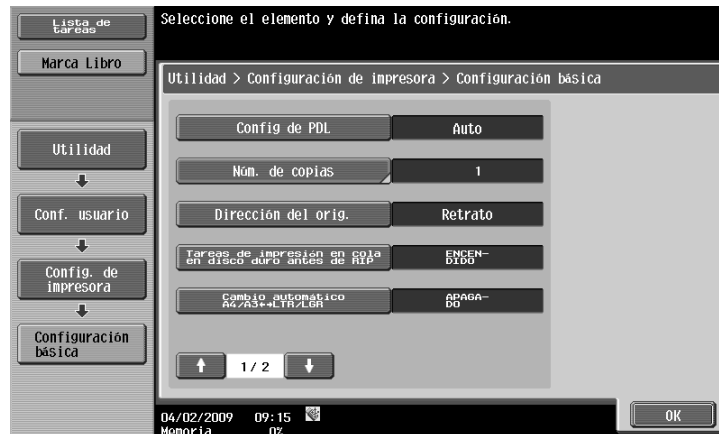 Lista de
tareas
Seleccione el elemento y defina la configuración.
Marca Libro
Utilidad > Configuración de impresora > Configuración básica
Config de PDL
Auto
Utilidad
Núm. de copias
1
Conf. usuario
Dirección del orig.
Retrato
Tareas de impresión en cola
en disco duro antes de RIP
ENCEN-
DIDO
Config. de
impresora
Cambio automático
A4/A3↔LTR/LGR
APAGA-
DO
Configuración
básica
1/2
OK
04/02/2009 09:15
Memoria 0%